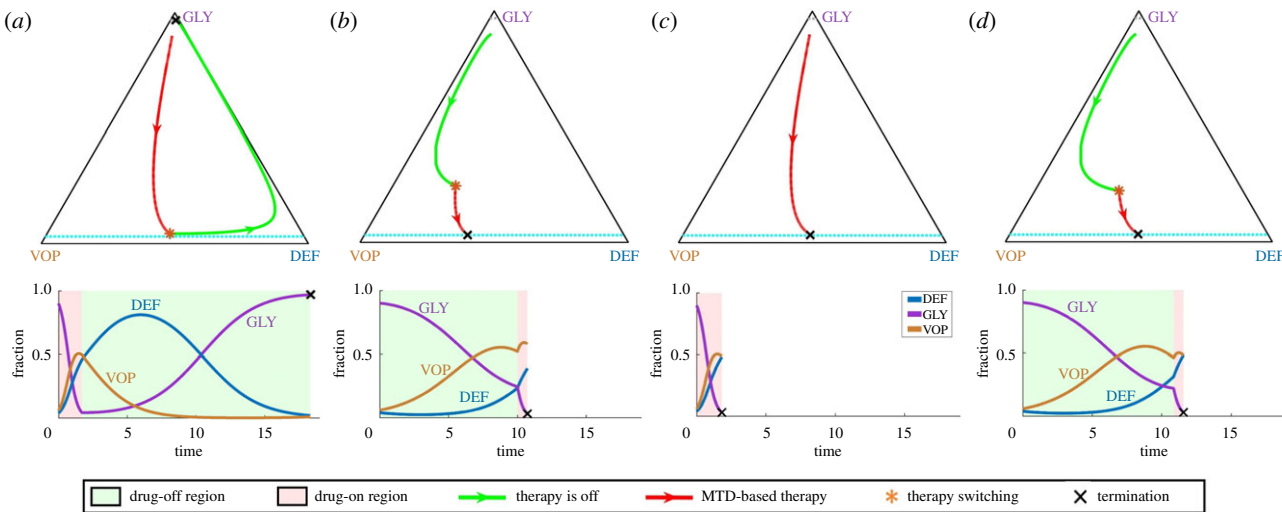 (a)
GLY
(b)
GLY
(c)
GLY
(d)
GLY
VOP
DEF
VOP
DEF
VOP
DEF
VOP
DEF
1.0
0.5
0
5
10
15
fraction
time
DEF
GLY
VOP
1.0
0.5
0
5
10
15
fraction
time
GLY
VOP
DEF
1.0
0.5
0
5
10
15
fraction
time
DEF
GLY
VOP
1.0
0.5
0
5
10
15
fraction
time
GLY
VOP
DEF
drug-off region
drug-on region
therapy is off
MTD-based therapy
therapy switching
termination